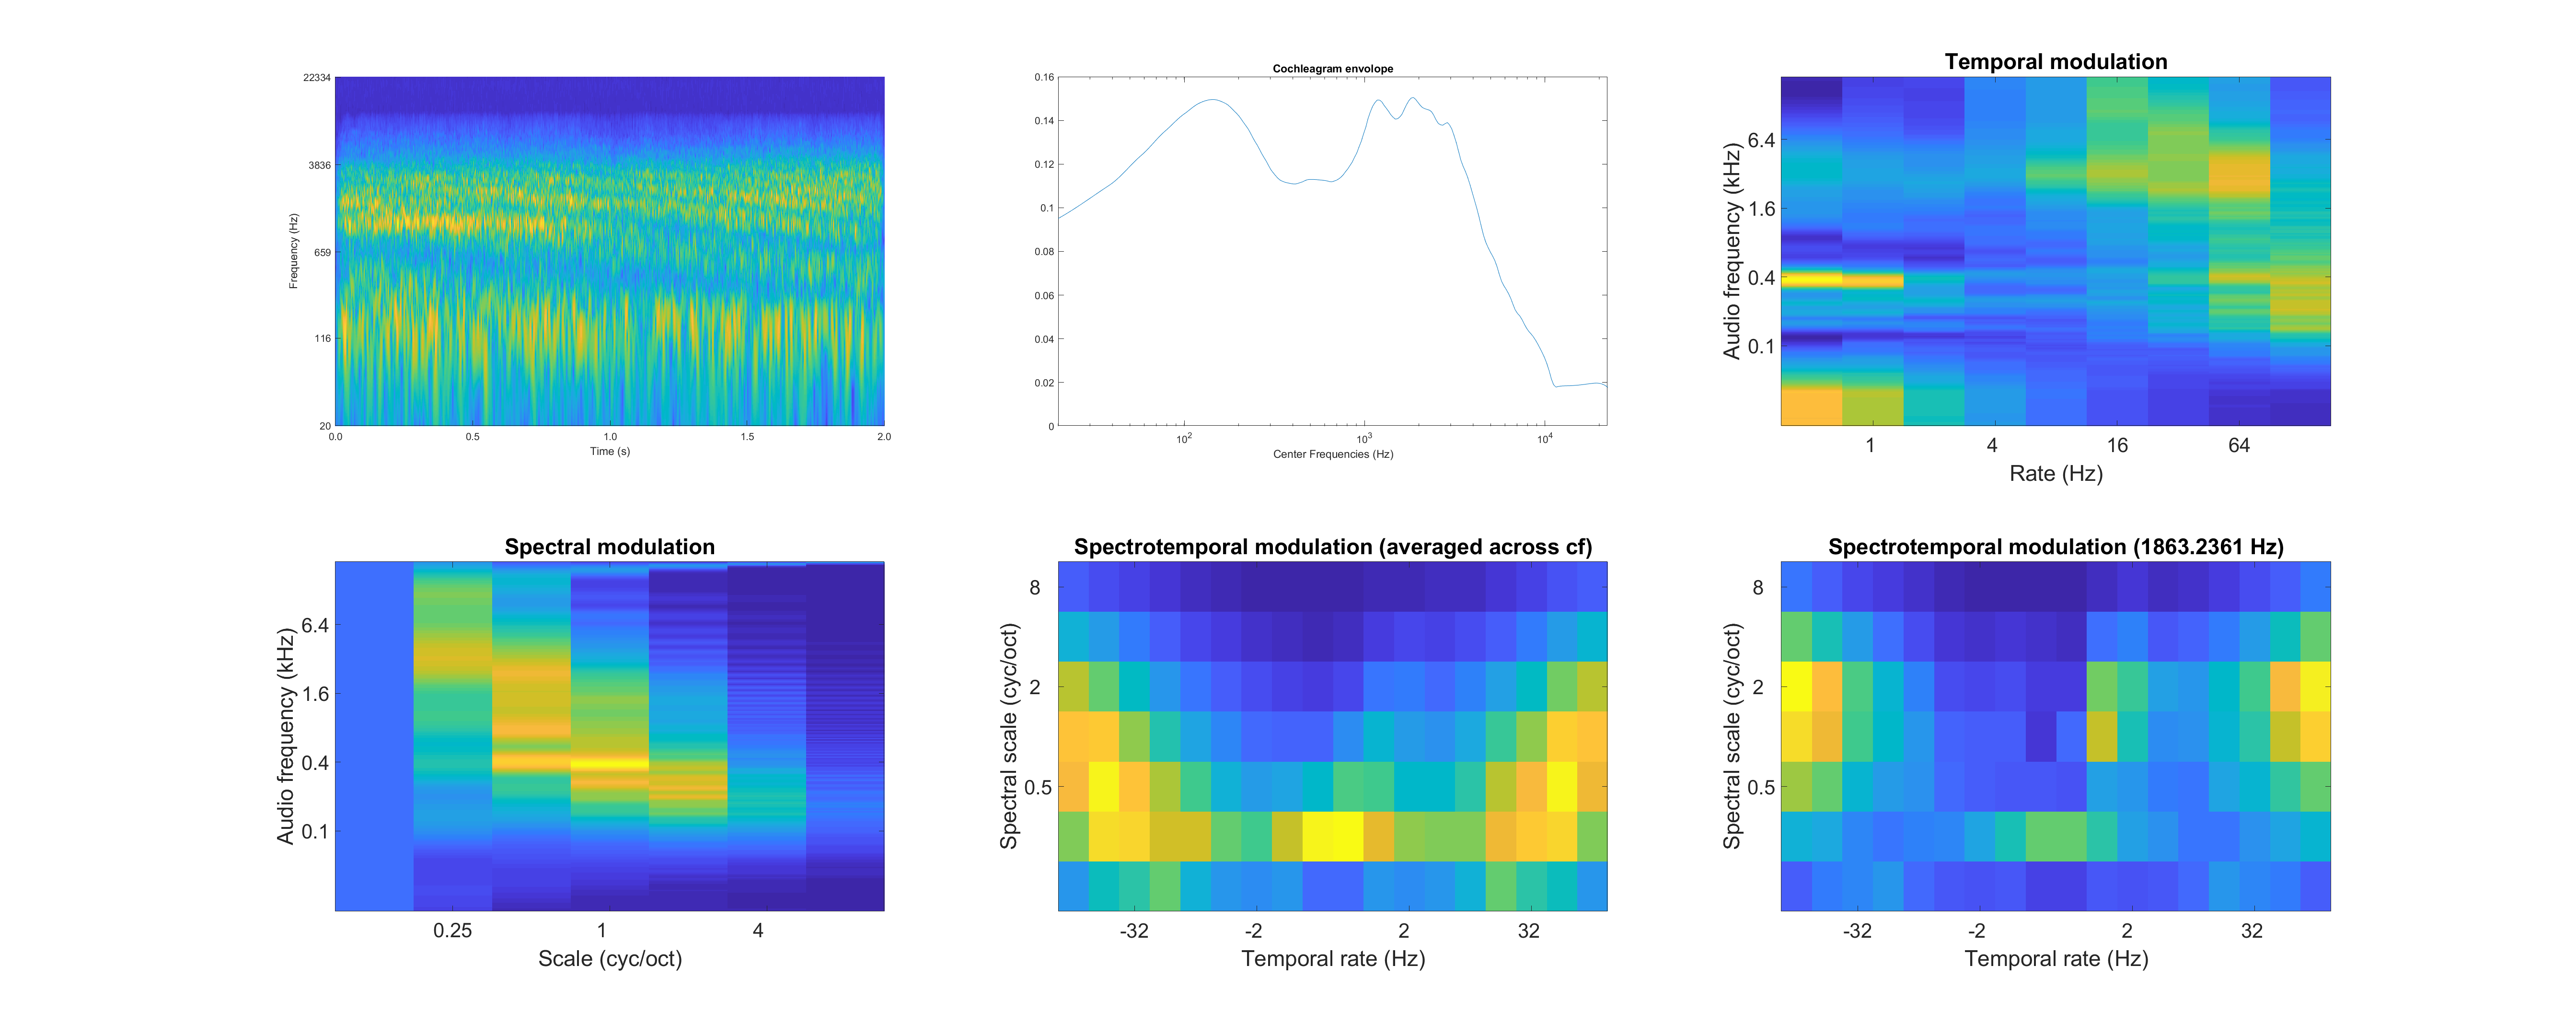 22334
3836
659
116
20
Frequency (Hz)
0.0 0.5 1.0 1.5 2.0
Time (s)
Cochleagram envolope
0.16
0.14
0.12
0.1
0.08
0.06
0.04
0.02
0
10^2 10^3 10^4
Center Frequencies (Hz)
Temporal modulation
6.4
1.6
0.4
0.1
Audio frequency (kHz)
1 4 16 64
Rate (Hz)
Spectral modulation
6.4
1.6
0.4
0.1
Audio frequency (kHz)
0.25 1 4
Scale (cyc/oct)
Spectrotemporal modulation (averaged across cf)
8
2
0.5
Spectral scale (cyc/oct)
-32 -2 2 32
Temporal rate (Hz)
Spectrotemporal modulation (1863.2361 Hz)
8
2
0.5
Spectral scale (cyc/oct)
-32 -2 2 32
Temporal rate (Hz)